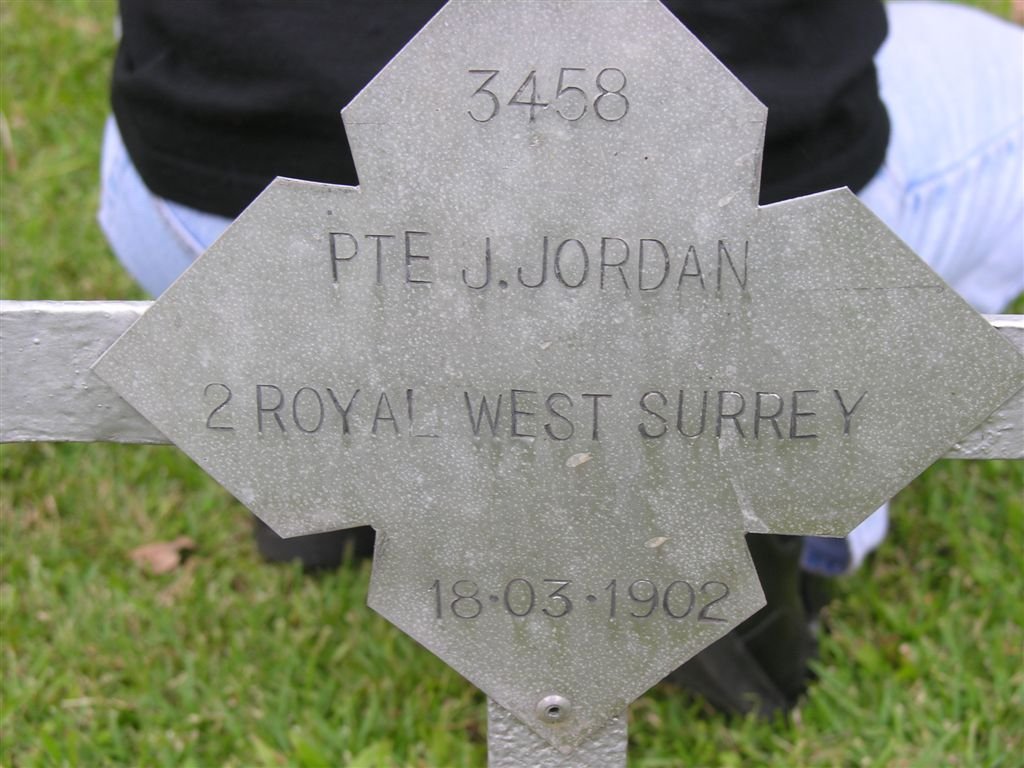 3458
PTE J.JORDAN
2 ROYAL WEST SURREY
18·03·1902